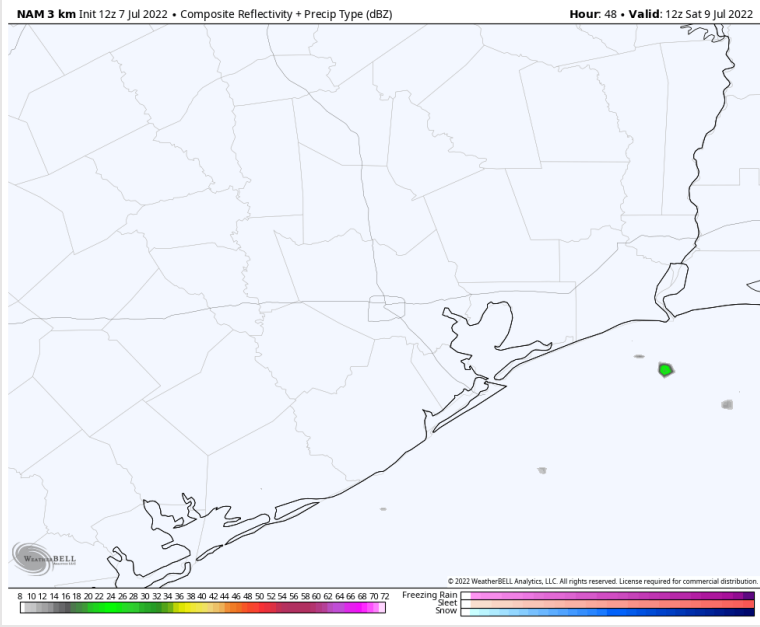 NAM 3 km Init 12z 7 Jul 2022 • Composite Reflectivity + Precip Type (dBZ)
Hour: 48 • Valid: 12z Sat 9 Jul 2022
WEATHERBELL
© 2022 WeatherBELL Analytics, LLC. All rights reserved. License required for commercial distribution.
8 10 12 14 16 18 20 22 24 26 28 30 32 34 36 38 40 42 44 46 48 50 52 54 56 58 60 62 64 66 68 70 72
Freezing Rain
Sleet
Snow